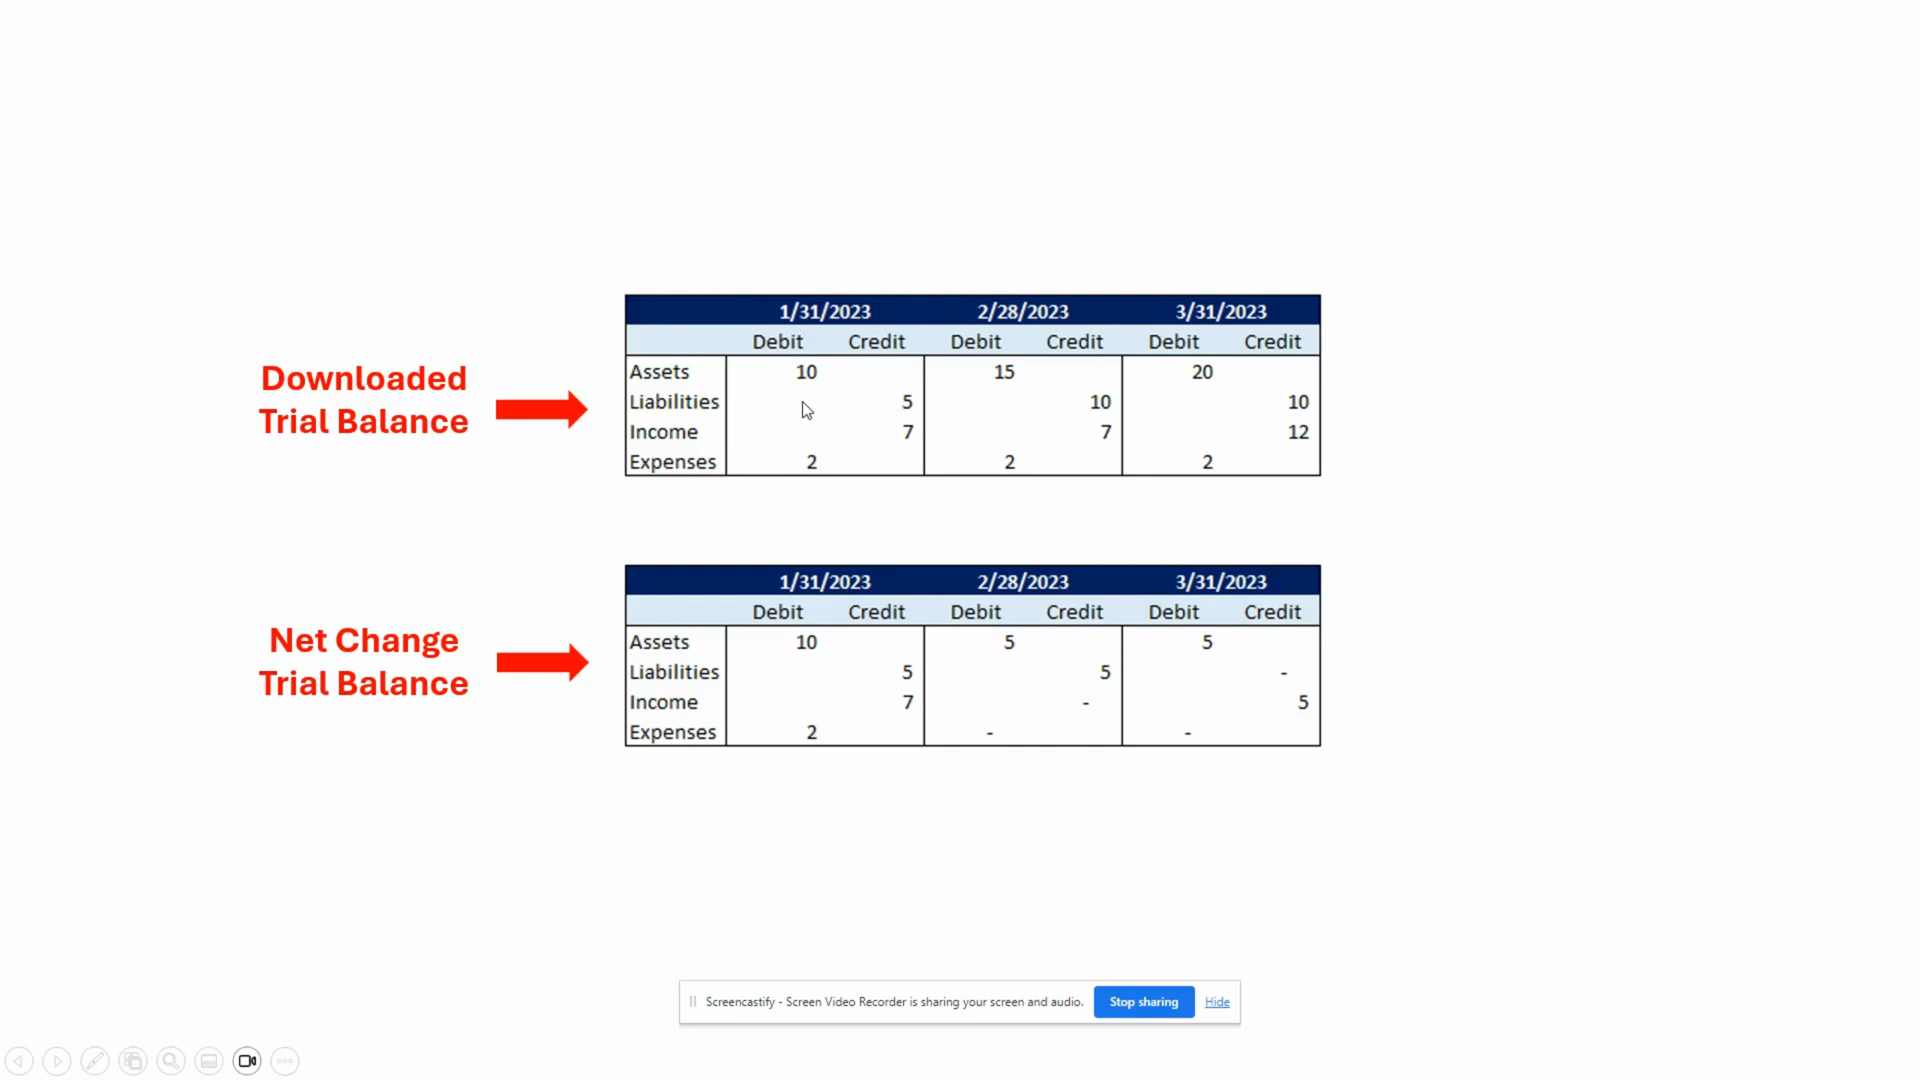 1/31/2023 2/28/2023 3/31/2023
Debit Credit Debit Credit Debit Credit
Downloaded
Trial Balance
Assets 10 15 20
Liabilities 5 10 10
Income 7 7 12
Expenses 2 2 2
1/31/2023 2/28/2023 3/31/2023
Debit Credit Debit Credit Debit Credit
Net Change
Trial Balance
Assets 10 5 5
Liabilities 5 5 -
Income 7 - 5
Expenses 2 - -
Screencastify - Screen Video Recorder is sharing your screen and audio. Stop sharing Hide